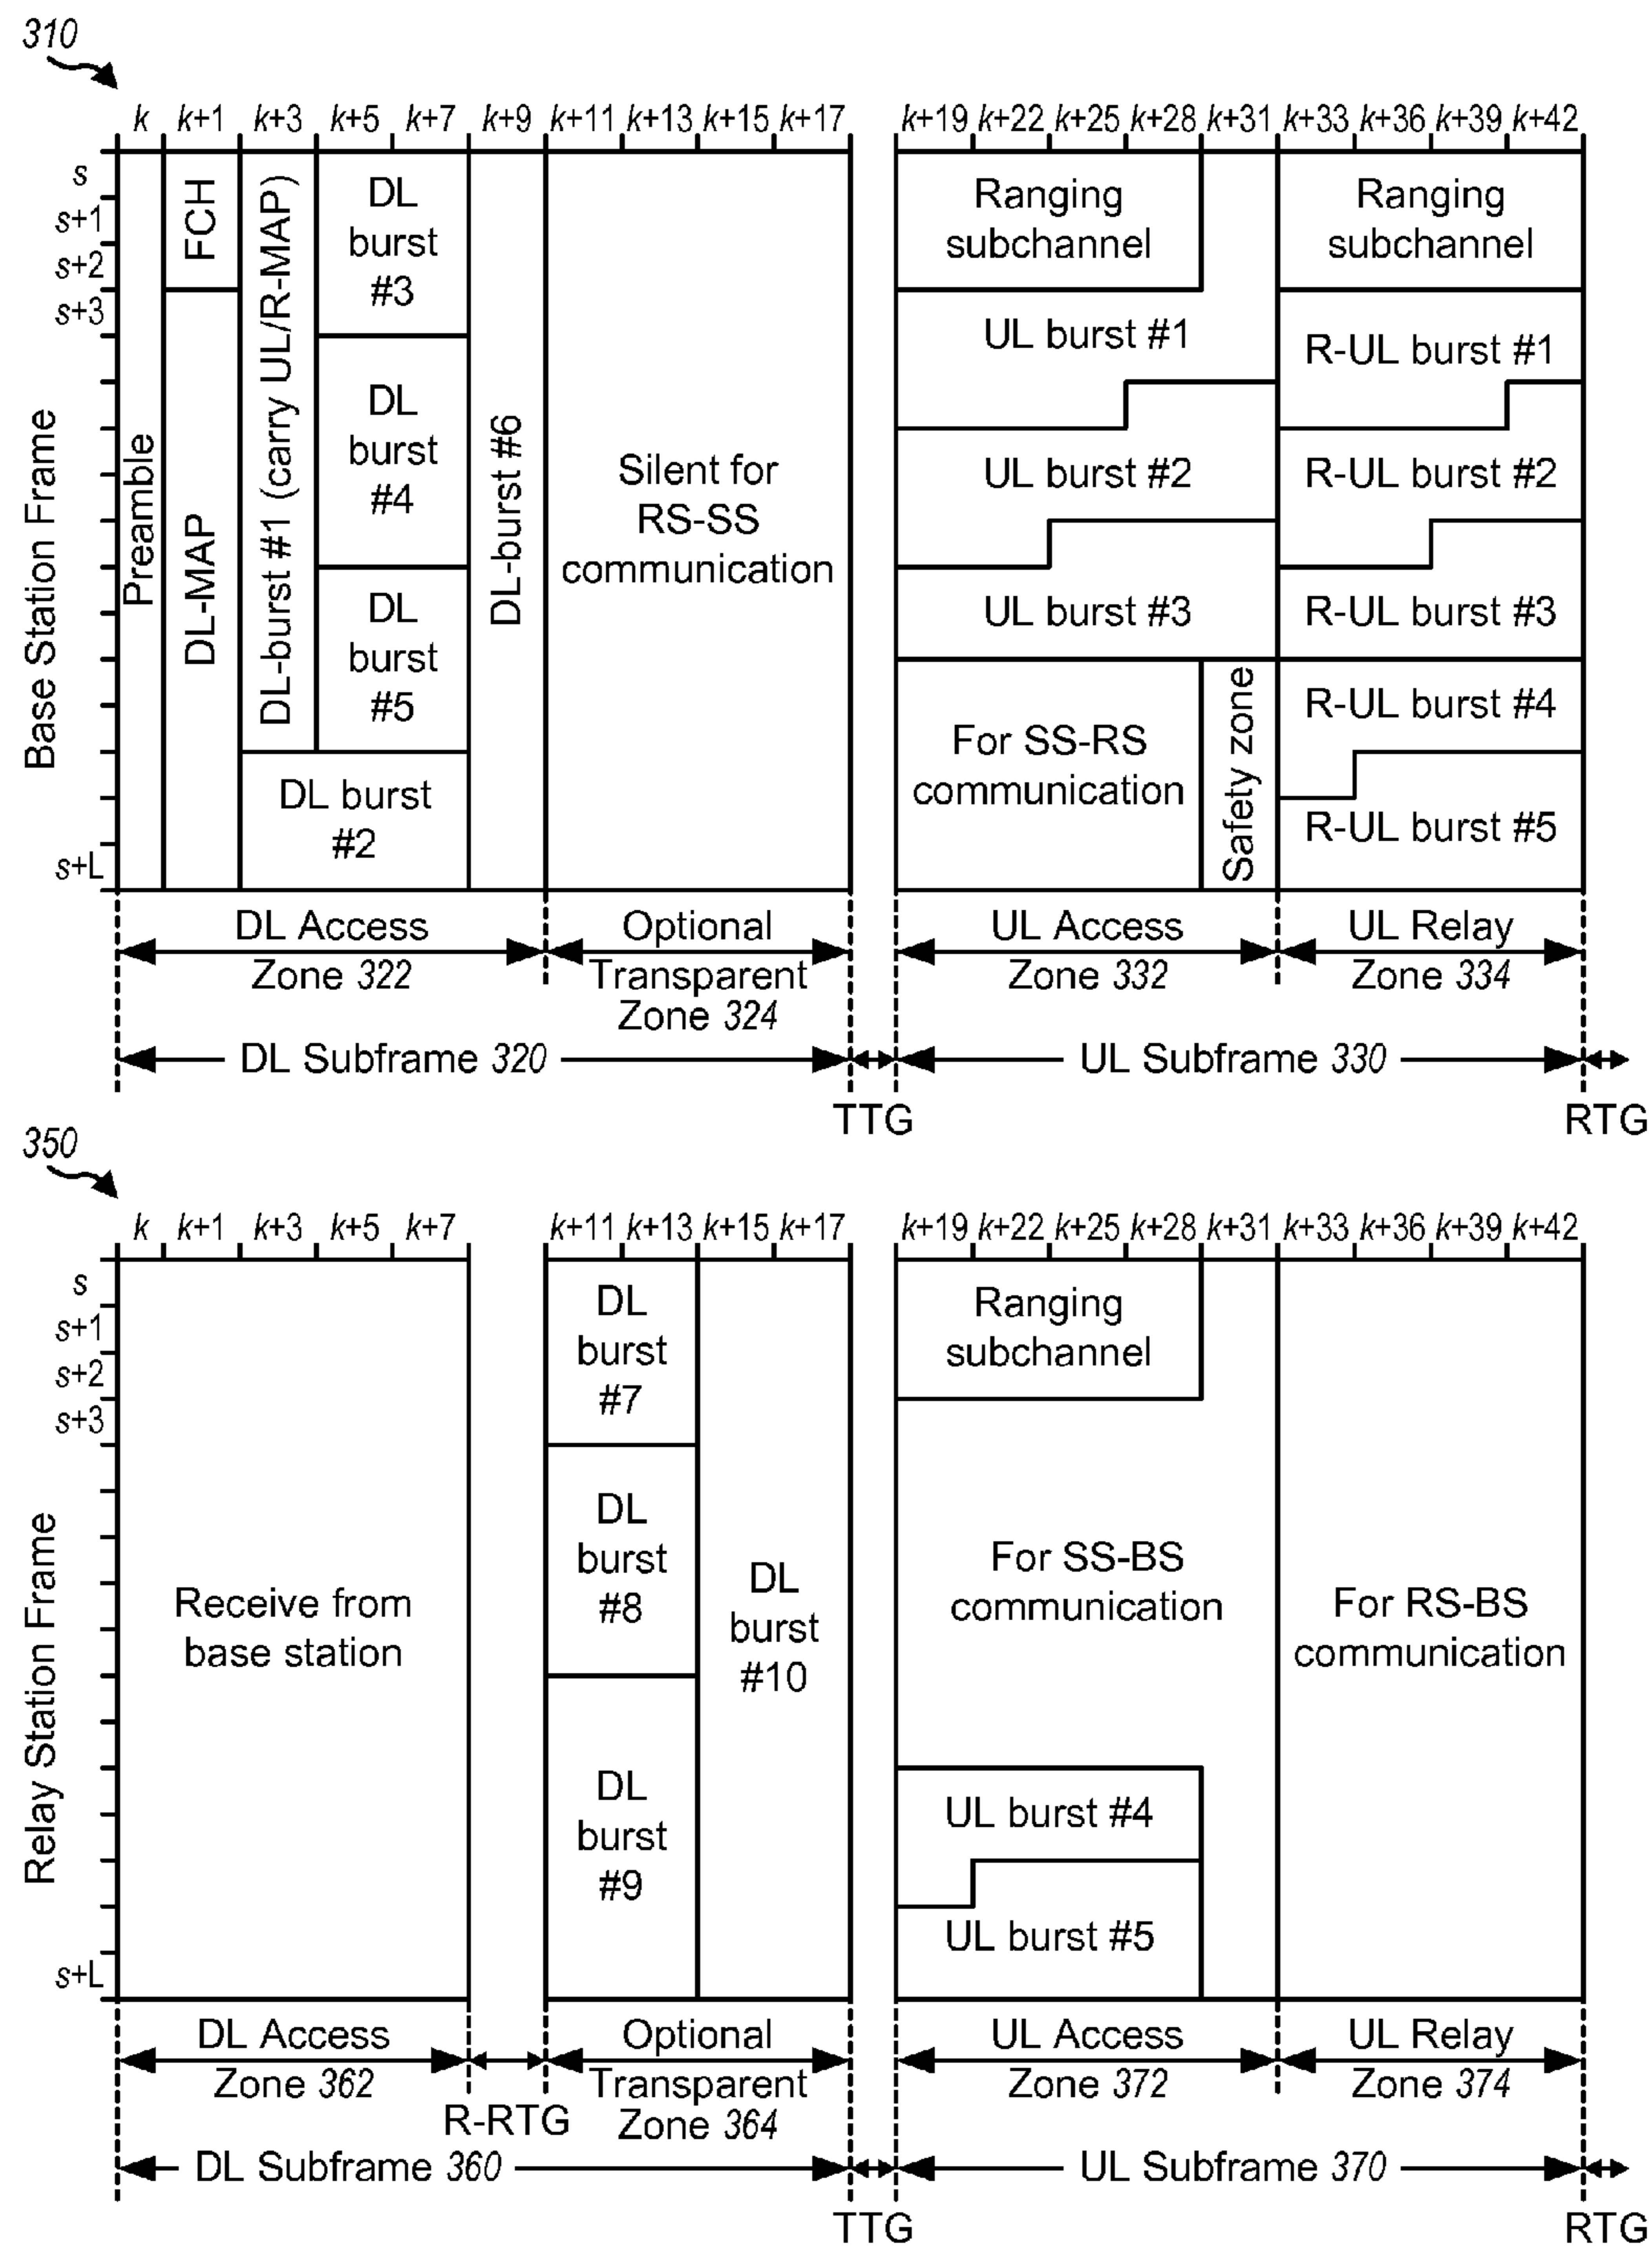 310
k k+1 k+3 k+5 k+7 k+9 k+11 k+13 k+15 k+17 k+19 k+22 k+25 k+28 k+31 k+33 k+36 k+39 k+42
s
s+1
s+2
s+3
s+L
Base Station Frame
Preamble
FCH
DL-MAP
DL-burst #1 (carry UL/R-MAP)
DL
burst
#3
DL
burst
#4
DL
burst
#5
DL burst
#2
DL-burst #6
Silent for
RS-SS
communication
Ranging
subchannel
UL burst #1
UL burst #2
UL burst #3
For SS-RS
communication
Safety zone
Ranging
subchannel
R-UL burst #1
R-UL burst #2
R-UL burst #3
R-UL burst #4
R-UL burst #5
DL Access
Zone 322
Optional
Transparent
Zone 324
UL Access
Zone 332
UL Relay
Zone 334
DL Subframe 320
UL Subframe 330
TTG
RTG
350
k k+1 k+3 k+5 k+7 k+11 k+13 k+15 k+17 k+19 k+22 k+25 k+28 k+31 k+33 k+36 k+39 k+42
s
s+1
s+2
s+3
s+L
Relay Station Frame
Receive from
base station
DL
burst
#7
DL
burst
#8
DL
burst
#9
DL
burst
#10
Ranging
subchannel
For SS-BS
communication
UL burst #4
UL burst #5
For RS-BS
communication
DL Access
Zone 362
R-RTG
Optional
Transparent
Zone 364
UL Access
Zone 372
UL Relay
Zone 374
DL Subframe 360
UL Subframe 370
TTG
RTG